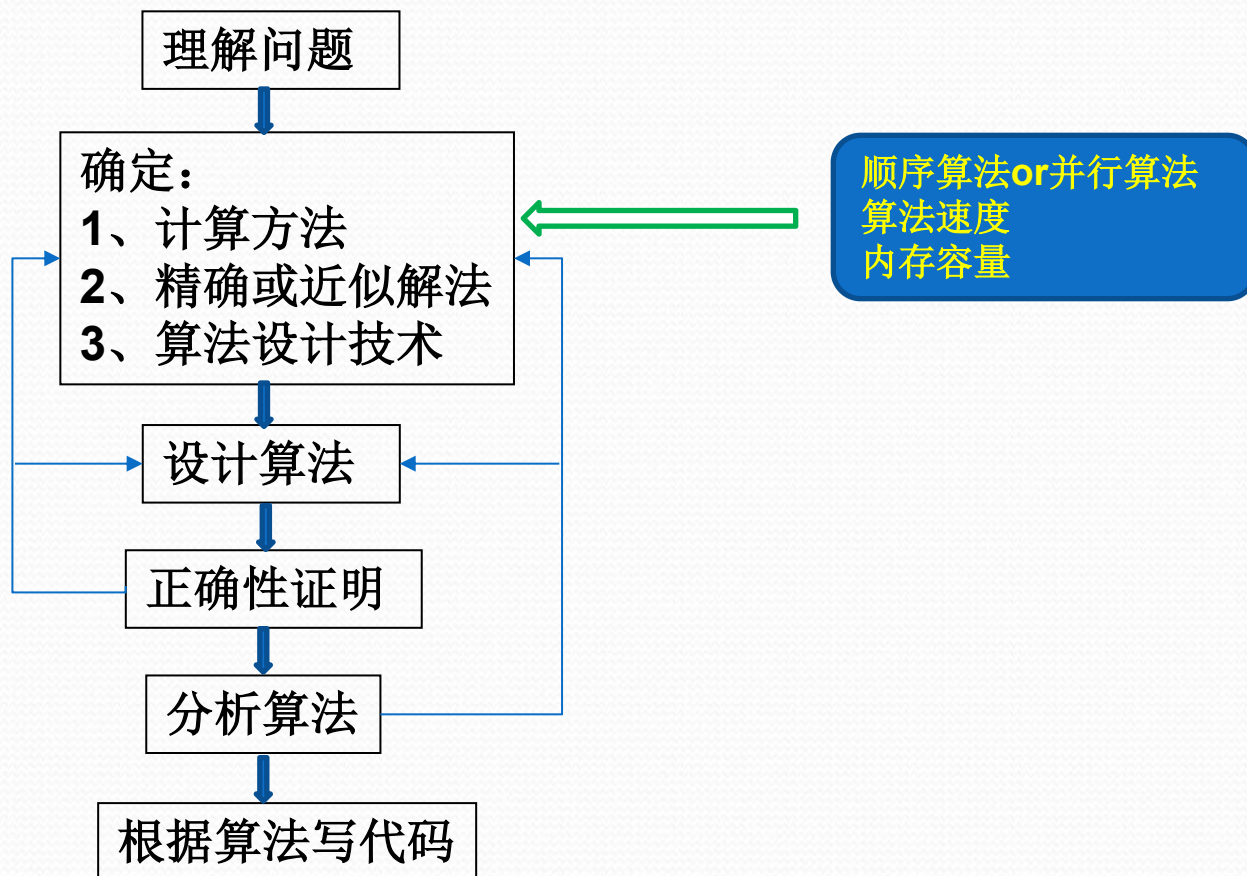 理解问题
确定：
1、计算方法
2、精确或近似解法
3、算法设计技术
顺序算法or并行算法
算法速度
内存容量
设计算法
正确性证明
分析算法
根据算法写代码